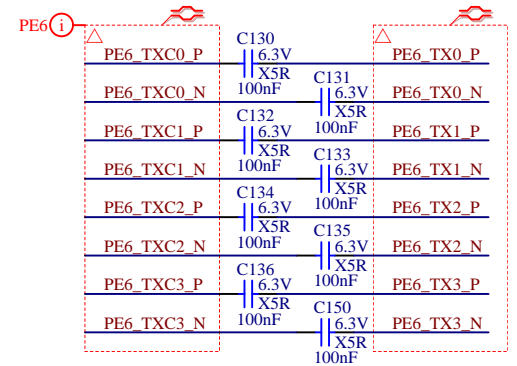 PE6 i
C130
PE6_TXC0_P 6.3V PE6_TX0_P
X5R
100nF C131
PE6_TXC0_N 6.3V PE6_TX0_N
X5R
C132 100nF
PE6_TXC1_P 6.3V PE6_TX1_P
X5R
100nF C133
PE6_TXC1_N 6.3V PE6_TX1_N
X5R
C134 100nF
PE6_TXC2_P 6.3V PE6_TX2_P
X5R
100nF C135
PE6_TXC2_N 6.3V PE6_TX2_N
X5R
C136 100nF
PE6_TXC3_P 6.3V PE6_TX3_P
X5R
100nF C150
PE6_TXC3_N 6.3V PE6_TX3_N
X5R
100nF